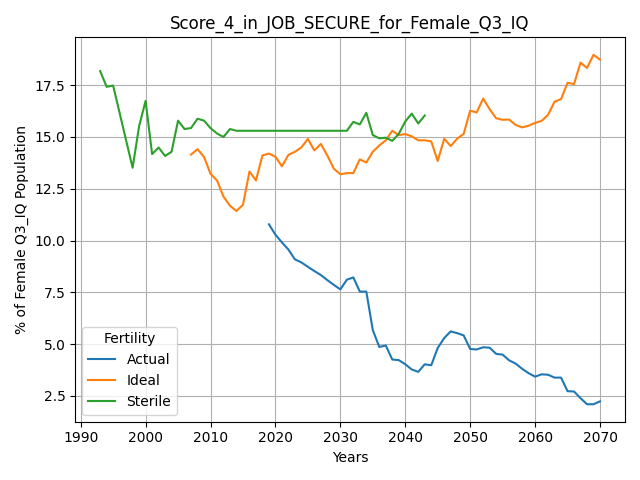 Score_4_in_JOB_SECURE_for_Female_Q3_IQ
% of Female Q3_IQ Population
17.5
15.0
12.5
10.0
7.5
5.0
2.5
Fertility
Actual
Ideal
Sterile
1990 2000 2010 2020 2030 2040 2050 2060 2070
Years